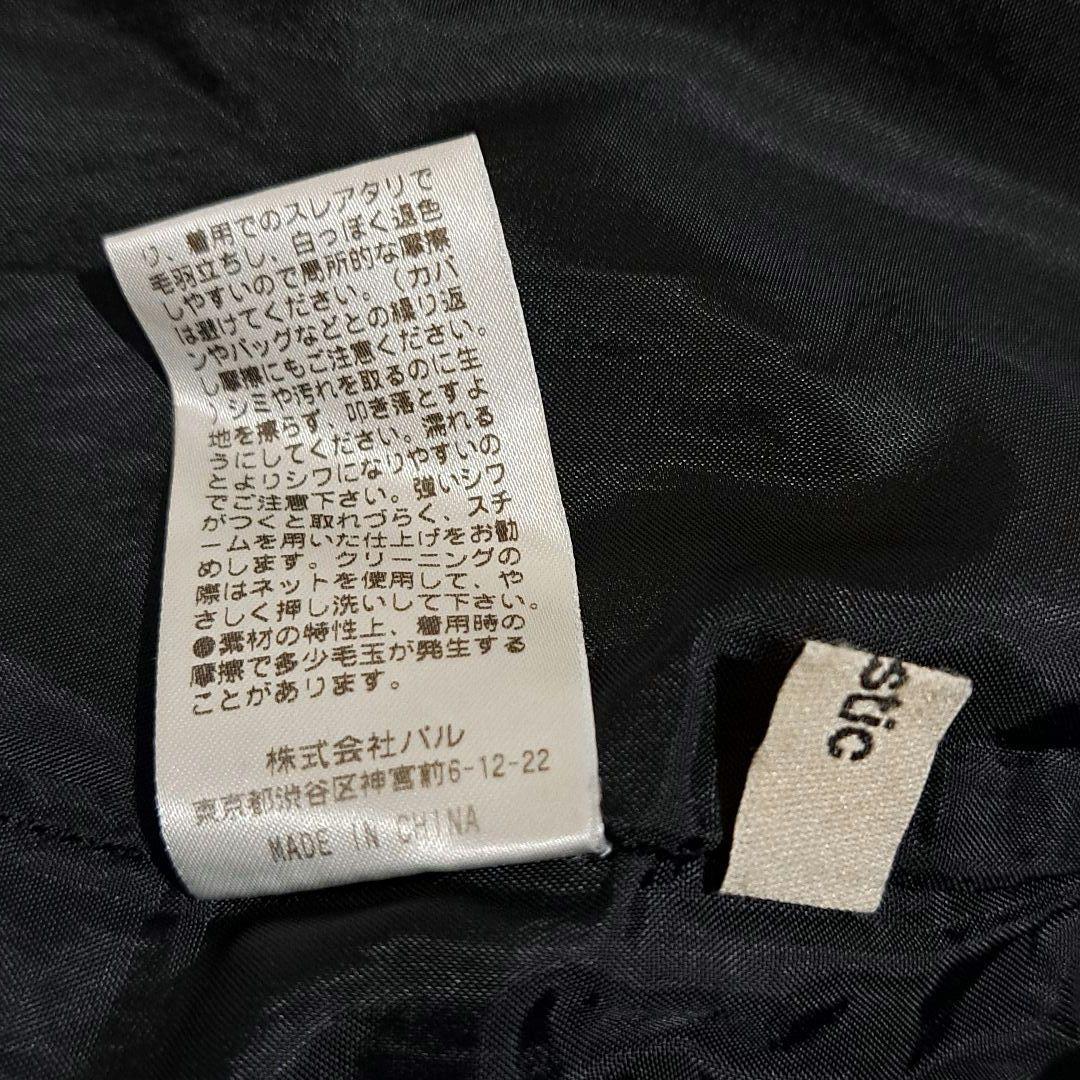 り、着用でのスレアタリで
毛羽立ちし、白っぽく退色
しやすいので局所的な摩擦
は避けてください。（カバ
ンやバッグなどとの繰り返
し摩擦にもご注意ください。
）シミや汚れを取るのに生
地を擦らず、叩き落とすよ
うにしてください。濡れる
とよりシワになりやすいの
でご注意下さい。強いシワ
がつくと取れづらく、スチ
ームを用いた仕上げをお勧
めします。クリーニングの
際はネットを使用して、や
さしく押し洗いして下さい。
●素材の特性上、着用時の
摩擦で多少毛玉が発生する
ことがあります。
株式会社パル
東京都渋谷区神宮前6-12-22
MADE IN CHINA
stic